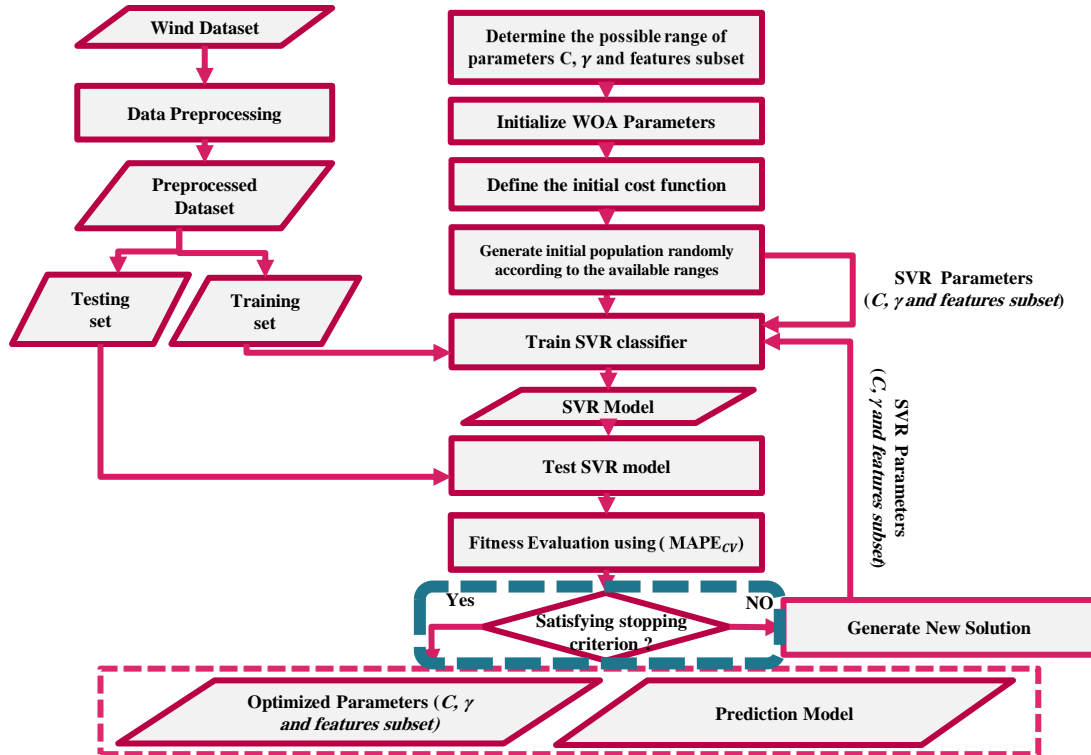 Wind Dataset
Data Preprocessing
Preprocessed
Dataset
Testing
set
Training
set
Determine the possible range of
parameters C, γ and features subset
Initialize WOA Parameters
Define the initial cost function
Generate initial population randomly
according to the available ranges
SVR Parameters
(C, γ and features subset)
Train SVR classifier
SVR Model
Test SVR model
SVR Parameters
(C, γ and features subset)
Fitness Evaluation using ( MAPECV)
Yes
NO
Satisfying stopping
criterion ?
Generate New Solution
Optimized Parameters (C, γ
and features subset)
Prediction Model